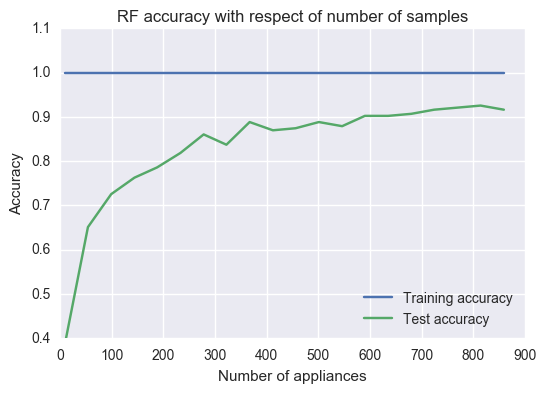 RF accuracy with respect of number of samples
1.1
1.0
0.9
0.8
0.7
0.6
0.5
0.4
Accuracy
Training accuracy
Test accuracy
0 100 200 300 400 500 600 700 800 900
Number of appliances